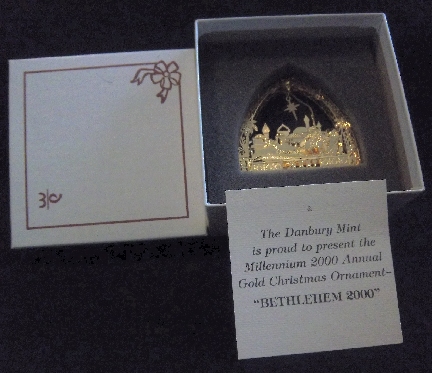 The Danbury Mint
is proud to present the
Millennium 2000 Annual
Gold Christmas Ornament-
"BETHLEHEM 2000"